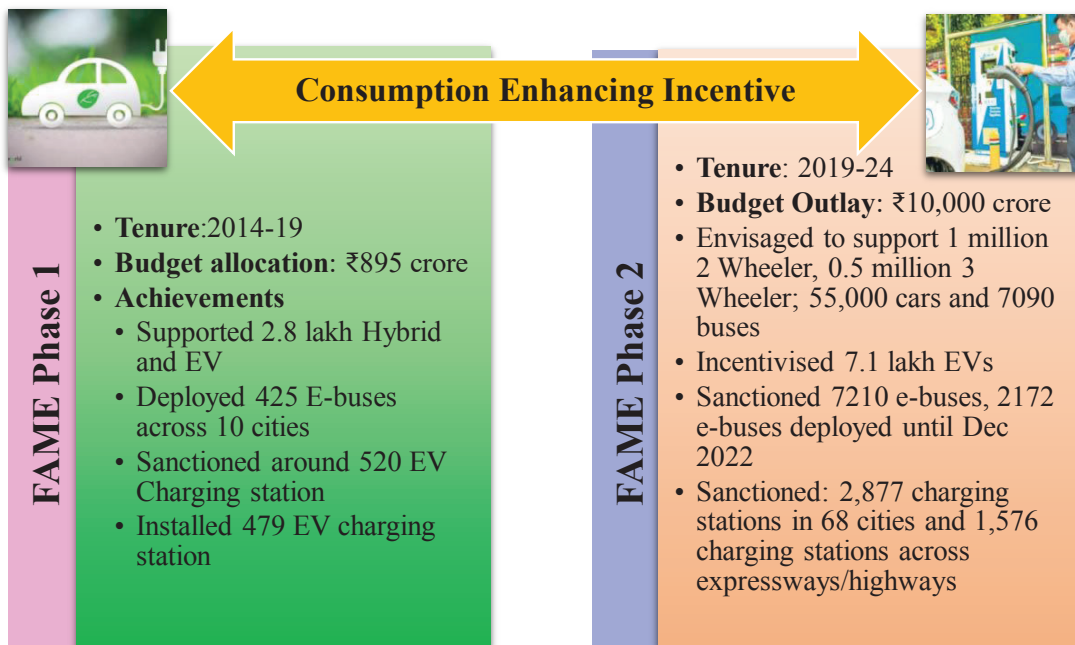 Consumption Enhancing Incentive
FAME Phase 1
• Tenure:2014-19
• Budget allocation: ₹895 crore
• Achievements
• Supported 2.8 lakh Hybrid
and EV
• Deployed 425 E-buses
across 10 cities
• Sanctioned around 520 EV
Charging station
• Installed 479 EV charging
station
FAME Phase 2
• Tenure: 2019-24
• Budget Outlay: ₹10,000 crore
• Envisaged to support 1 million
2 Wheeler, 0.5 million 3
Wheeler; 55,000 cars and 7090
buses
• Incentivised 7.1 lakh EVs
• Sanctioned 7210 e-buses, 2172
e-buses deployed until Dec
2022
• Sanctioned: 2,877 charging
stations in 68 cities and 1,576
charging stations across
expressways/highways